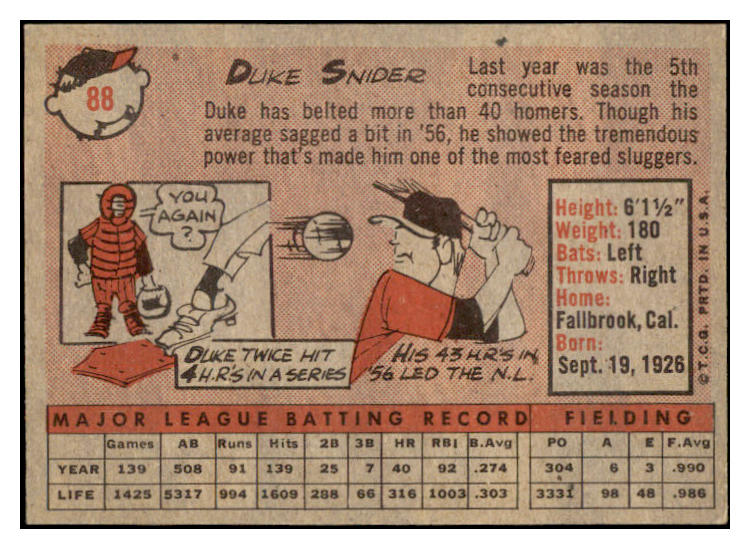 88
DUKE SNIDER
Last year was the 5th
consecutive season the
Duke has belted more than 40 homers. Though his
average sagged a bit in '56, he showed the tremendous
power that's made him one of the most feared sluggers.
YOU
AGAIN
?
DUKE TWICE HIT
4 H.R'S IN A SERIES
HIS 43 H.R'S IN
'56 LED THE N.L.
Height: 6'1½"
Weight: 180
Bats: Left
Throws: Right
Home:
Fallbrook, Cal.
Born:
Sept. 19, 1926
© T.C.G. PRTD. IN U.S.A.
MAJOR LEAGUE BATTING RECORD FIELDING
Games AB Runs Hits 2B 3B HR RBI B.Avg PO A E F.Avg
YEAR 139 508 91 139 25 7 40 92 .274 304 6 3 .990
LIFE 1425 5317 994 1609 288 66 316 1003 .303 3331 98 48 .986